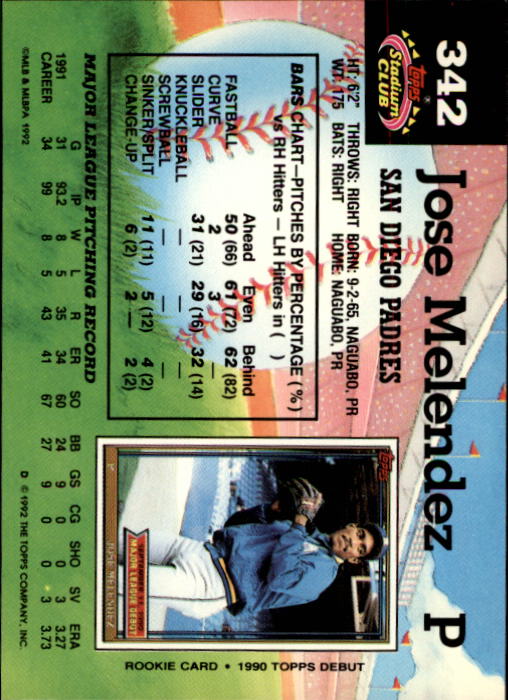 342
Topps
Stadium
CLUB
Jose Melendez P
SAN DIEGO PADRES
HT: 6'2" THROWS: RIGHT BORN: 9-2-65, NAGUABO, PR
WT: 175 BATS: RIGHT HOME: NAGUABO, PR
BARS CHART—PITCHES BY PERCENTAGE (%)
vs RH Hitters — LH Hitters in ( )
Ahead Even Behind
FASTBALL 50 (66) 61 (72) 62 (82)
CURVE 2 3
SLIDER 31 (21) 29 (16) 32 (14)
KNUCKLEBALL — — —
SCREWBALL — — —
SINKER/SPLIT 11 (11) 5 (12) 4 (2)
CHANGE-UP 6 (2) 2 — 2 (2)
TOPPS
MAJOR LEAGUE DEBUT
P JOSE MELENDEZ
ROOKIE CARD • 1990 TOPPS DEBUT
MAJOR LEAGUE PITCHING RECORD
G IP W L R ER SO BB GS CG SHO SV ERA
1991 31 93.2 8 5 35 34 60 24 9 0 0 3 3.27
CAREER 34 99 8 5 43 41 67 27 9 0 0 3 3.73
©MLB & MLBPA 1992
D © 1992 THE TOPPS COMPANY, INC.